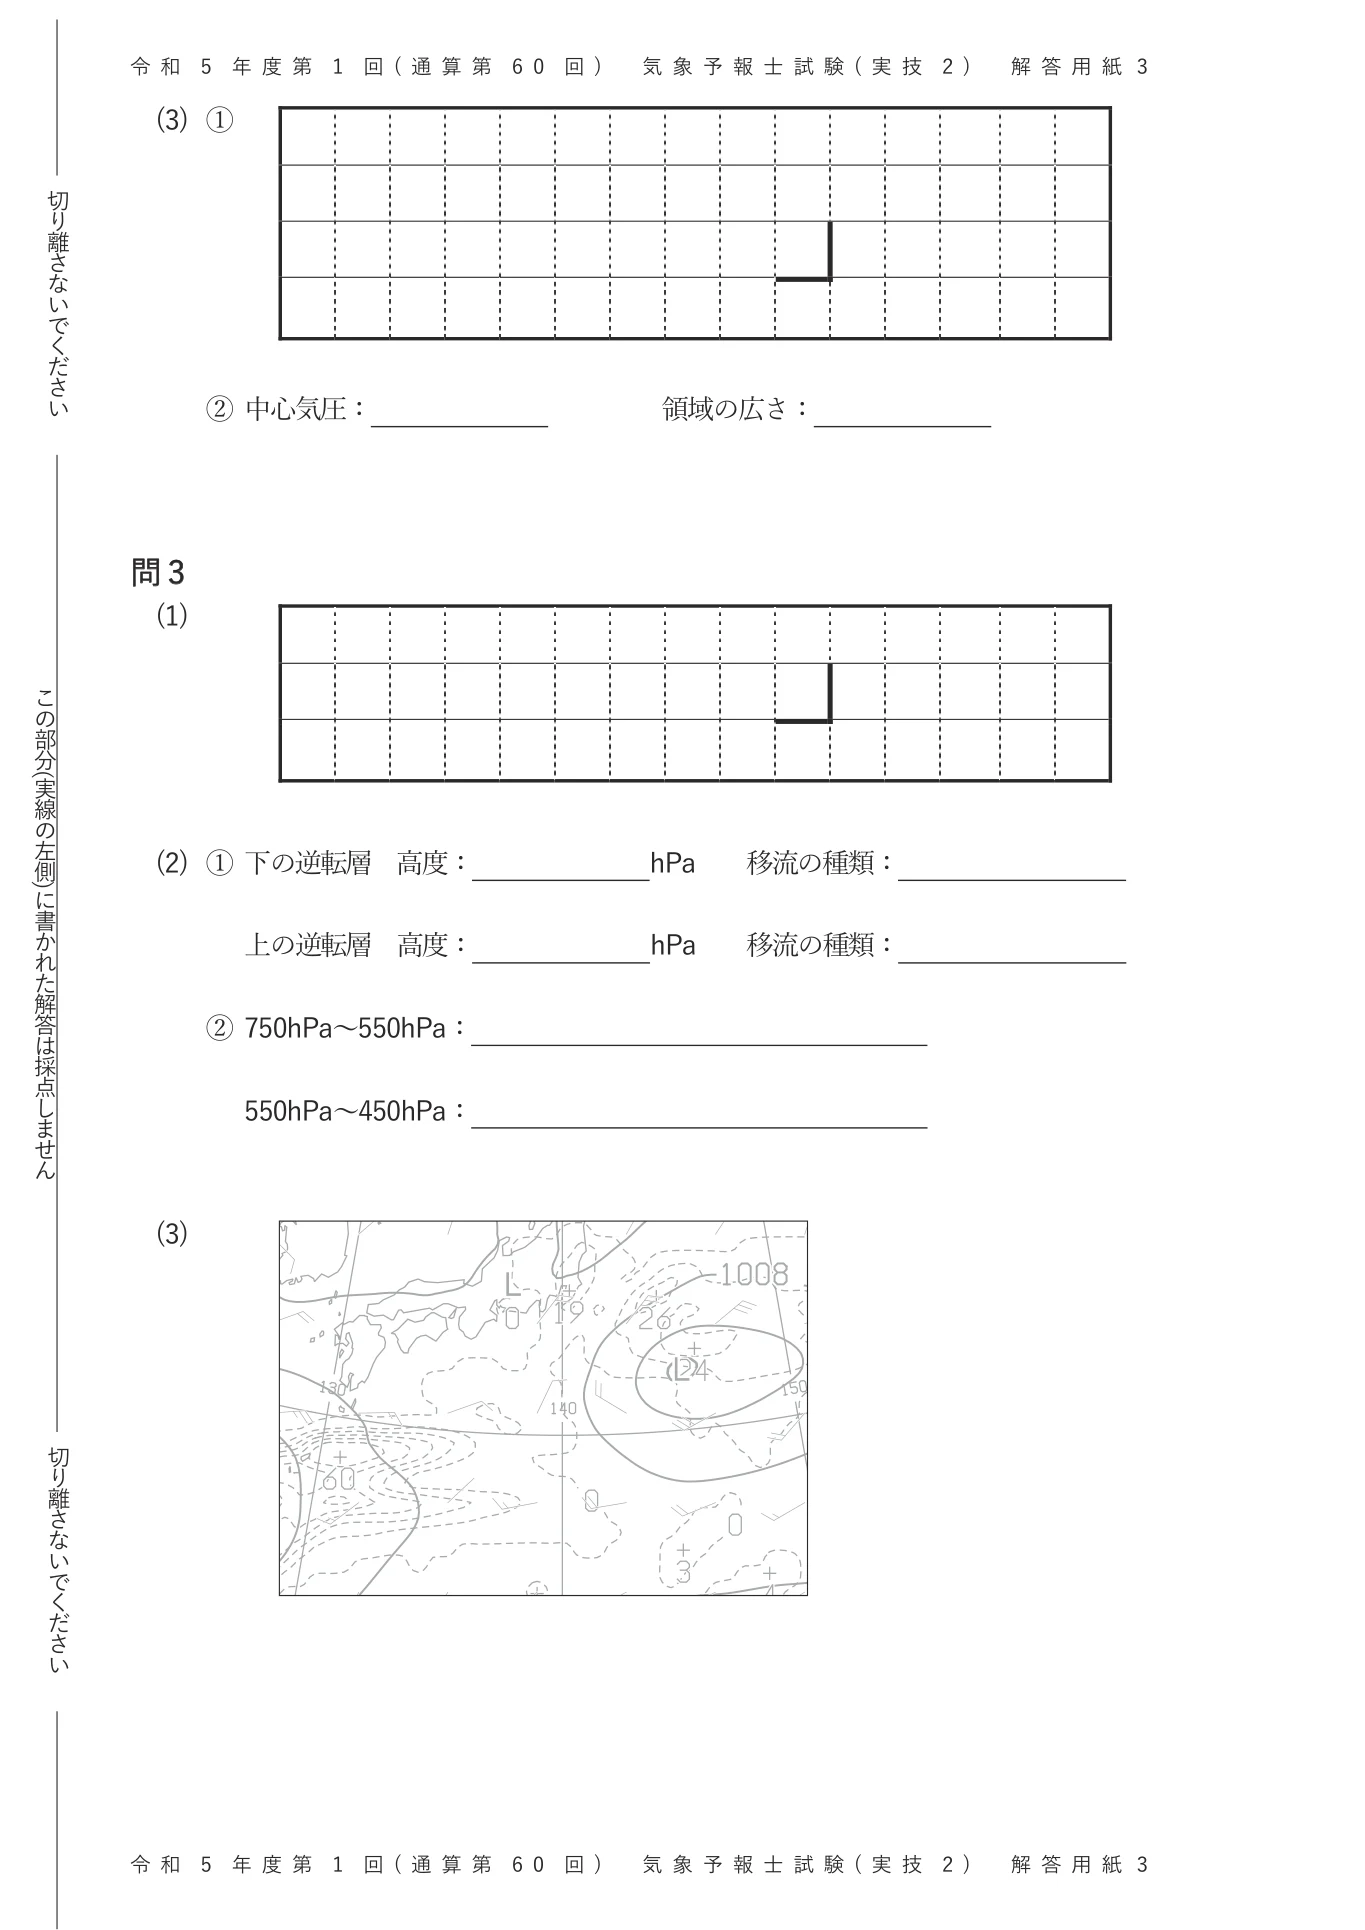 令和5年度第1回(通算第60回) 気象予報士試験(実技2) 解答用紙3
切り離さないでください
(3) ①
② 中心気圧： 領域の広さ：
問3
(1)
この部分(実線の左側)に書かれた解答は採点しません
(2) ① 下の逆転層 高度： hPa 移流の種類：
上の逆転層 高度： hPa 移流の種類：
② 750hPa～550hPa：
550hPa～450hPa：
(3)
1008
L
0 19 26
24
130 140 150
60
0
0
3
切り離さないでください
令和5年度第1回(通算第60回) 気象予報士試験(実技2) 解答用紙3